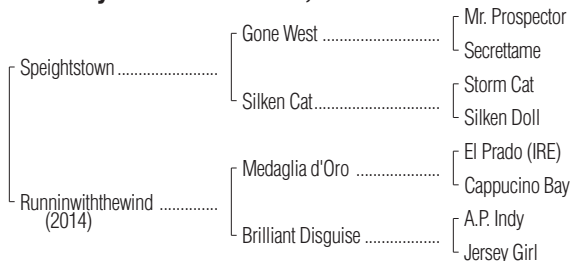 Mr. Prospector
Gone West ..............................
Secrettame
Speightstown .........................
Storm Cat
Silken Cat................................
Silken Doll
El Prado (IRE)
Medaglia d'Oro .....................
Cappucino Bay
Runninwiththewind ..............
(2014)
A.P. Indy
Brilliant Disguise ...................
Jersey Girl